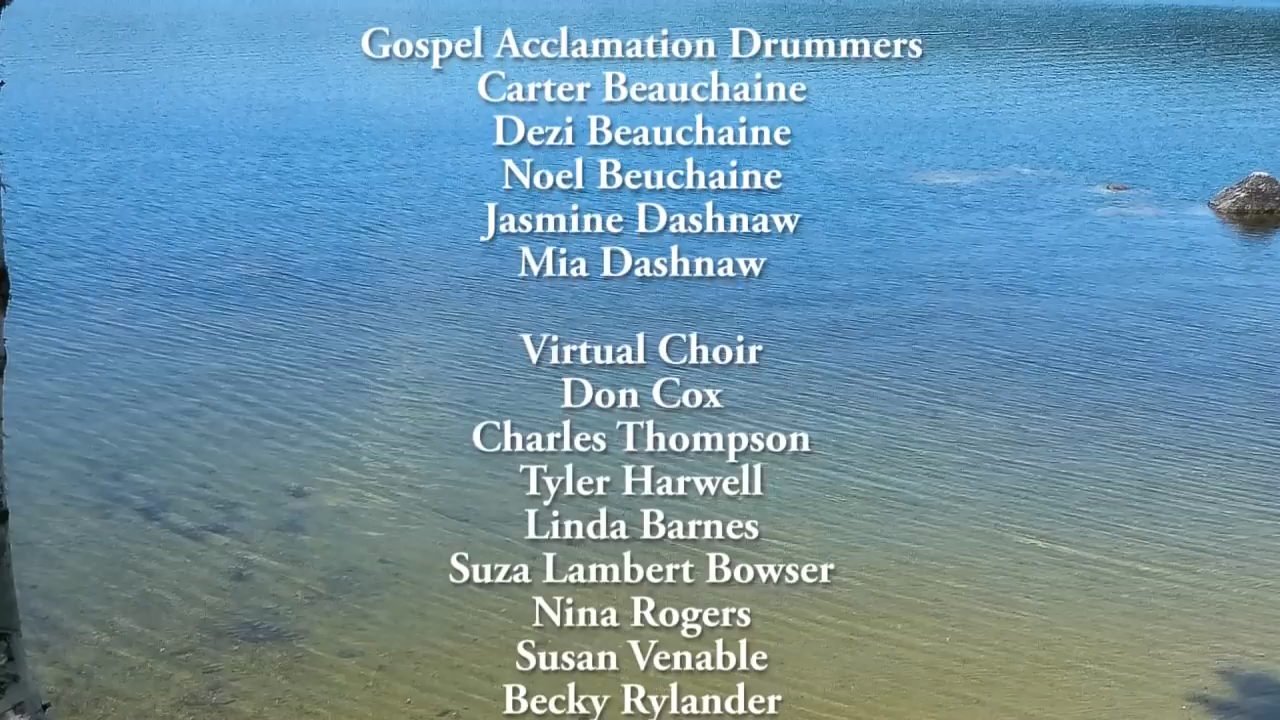 Gospel Acclamation Drummers
Carter Beauchaine
Dezi Beauchaine
Noel Beuchaine
Jasmine Dashnaw
Mia Dashnaw
Virtual Choir
Don Cox
Charles Thompson
Tyler Harwell
Linda Barnes
Suza Lambert Bowser
Nina Rogers
Susan Venable
Becky Rylander